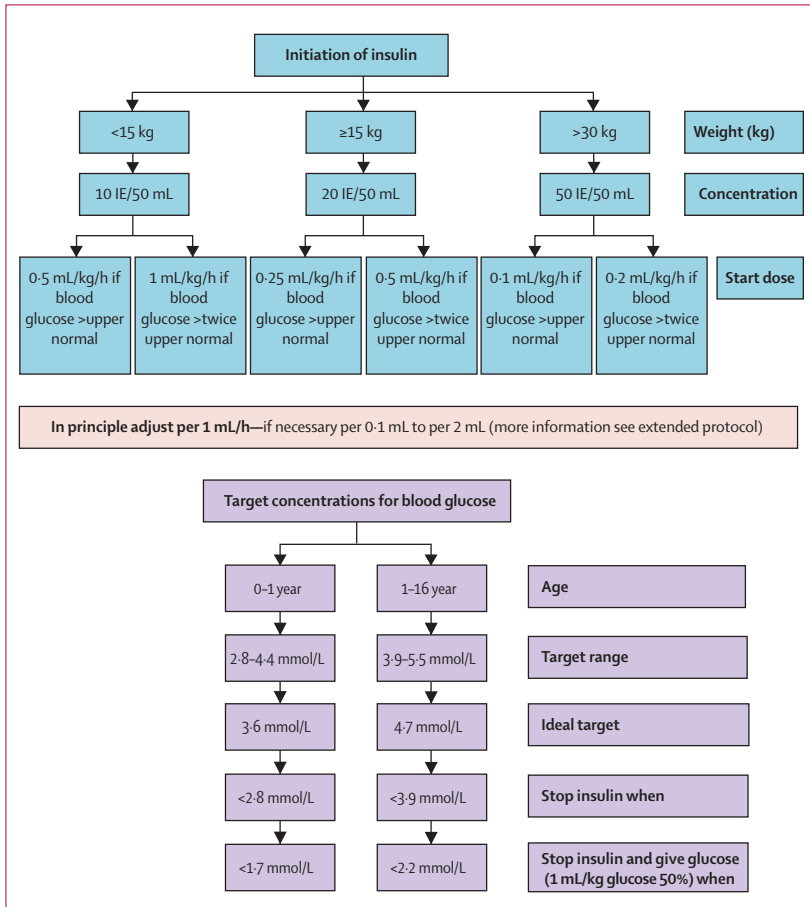 Initiation of insulin
<15 kg
≥15 kg
>30 kg
Weight (kg)
10 IE/50 mL
20 IE/50 mL
50 IE/50 mL
Concentration
0·5 mL/kg/h if
blood
glucose >upper
normal
1 mL/kg/h if
blood
glucose >twice
upper normal
0·25 mL/kg/h if
blood
glucose >upper
normal
0·5 mL/kg/h if
blood
glucose >twice
upper normal
0·1 mL/kg/h if
blood
glucose >upper
normal
0·2 mL/kg/h if
blood
glucose >twice
upper normal
Start dose
In principle adjust per 1 mL/h—if necessary per 0·1 mL to per 2 mL (more information see extended protocol)
Target concentrations for blood glucose
0–1 year
1–16 year
Age
2·8–4·4 mmol/L
3·9–5·5 mmol/L
Target range
3·6 mmol/L
4·7 mmol/L
Ideal target
<2·8 mmol/L
<3·9 mmol/L
Stop insulin when
<1·7 mmol/L
<2·2 mmol/L
Stop insulin and give glucose
(1 mL/kg glucose 50%) when